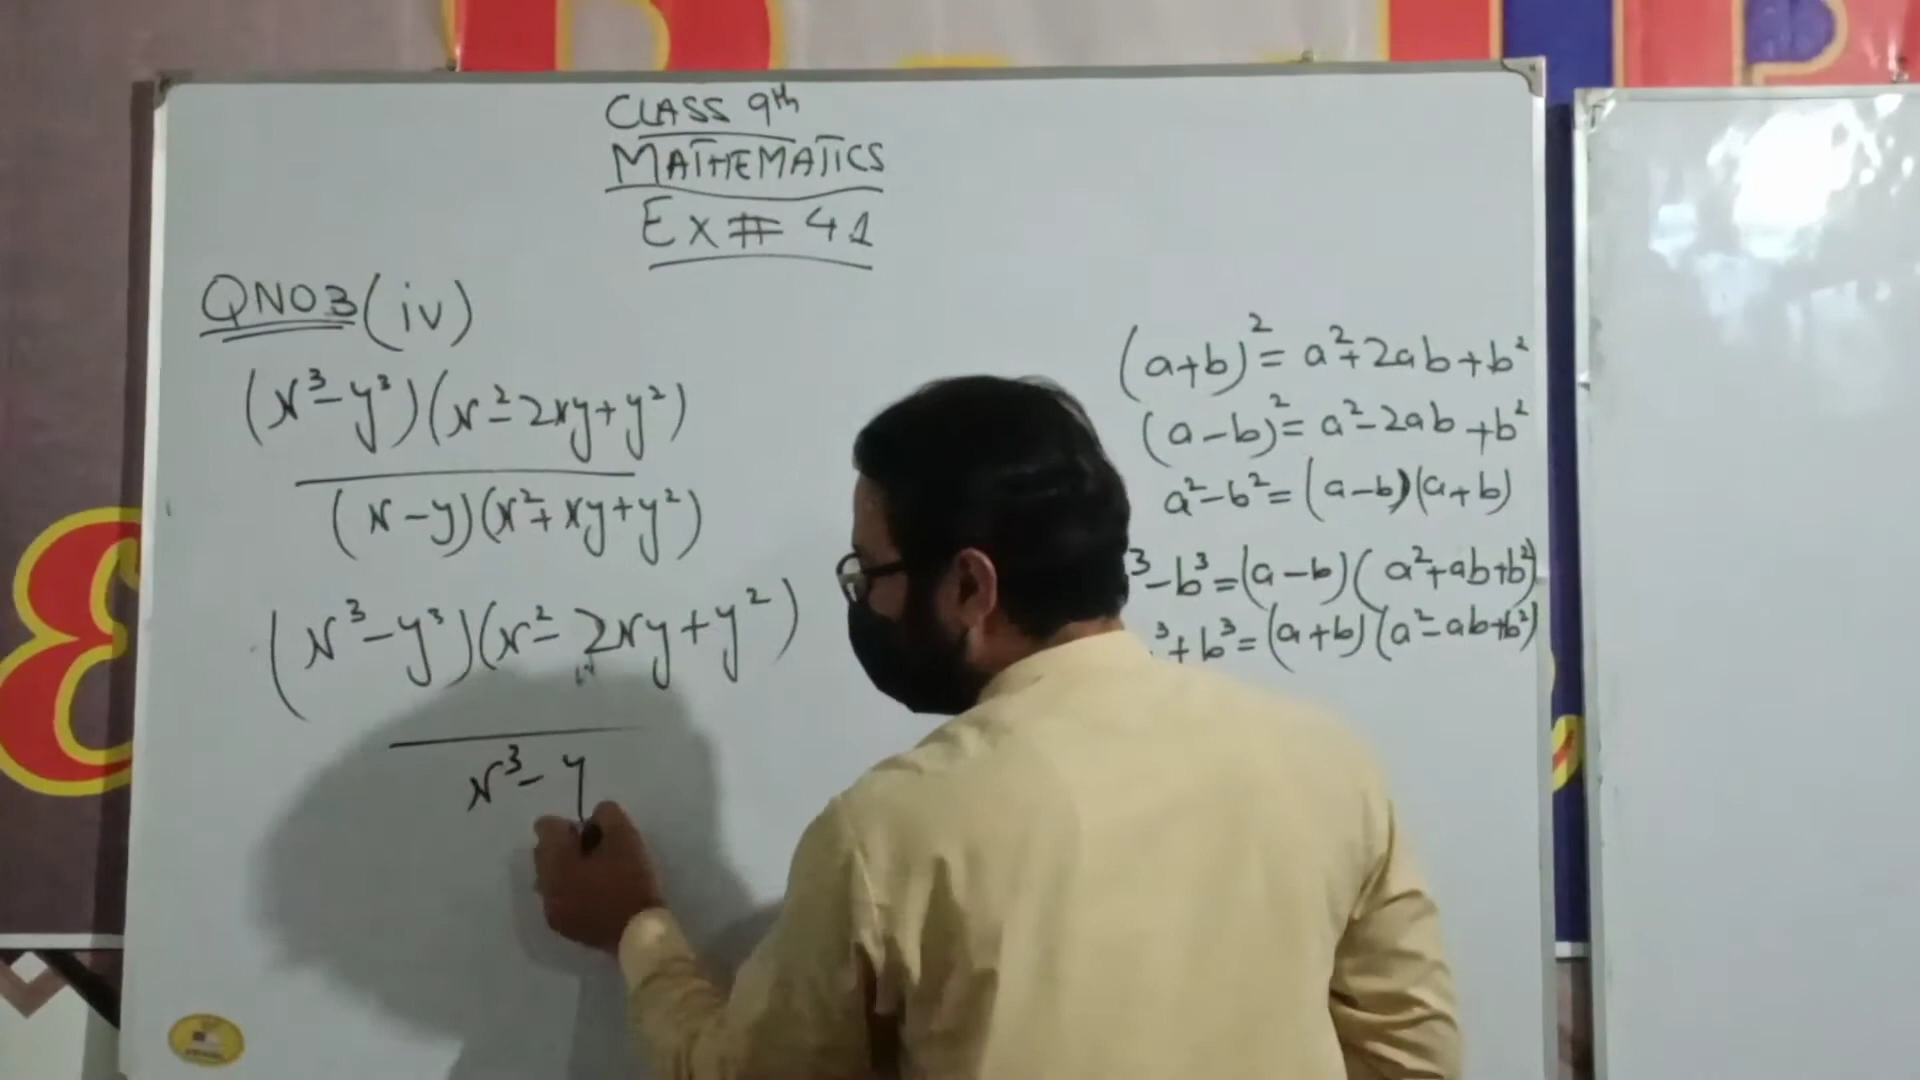 CLASS 9th
MATHEMATICS
Ex # 4.1
QNO3 (iv)
(x³-y³)(x²-2xy+y²)
(x-y)(x²+xy+y²)
(x³-y³)(x²-2xy+y²)
x³-y
(a+b)²= a²+2ab+b²
(a-b)²= a²-2ab+b²
a²-b²=(a-b)(a+b)
³-b³=(a-b)(a²+ab+b²)
³+b³=(a+b)(a²-ab+b²)